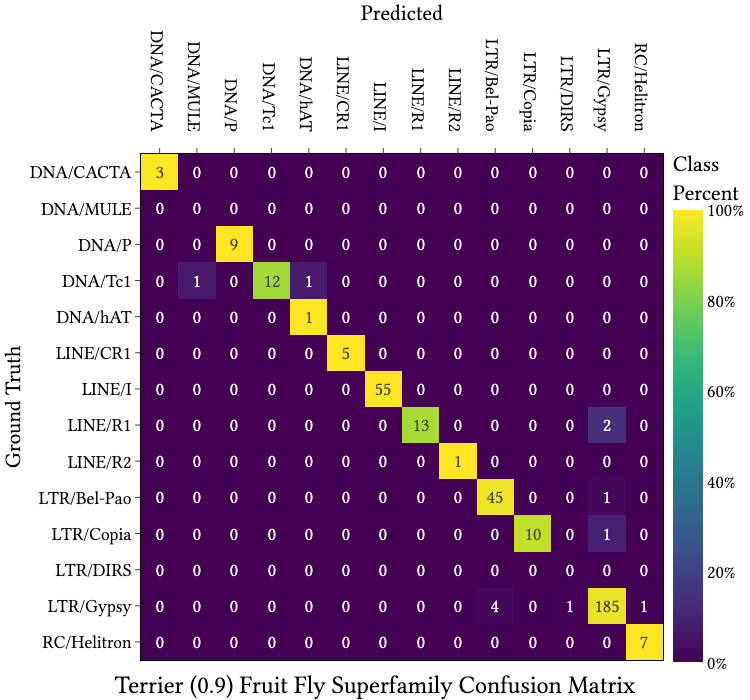 Predicted
DNA/CACTA DNA/MULE DNA/P DNA/Tc1 DNA/hAT LINE/CR1 LINE/I LINE/R1 LINE/R2 LTR/Bel-Pao LTR/Copia LTR/DIRS LTR/Gypsy RC/Helitron
Ground Truth
DNA/CACTA 3 0 0 0 0 0 0 0 0 0 0 0 0 0
DNA/MULE 0 0 0 0 0 0 0 0 0 0 0 0 0 0
DNA/P 0 0 9 0 0 0 0 0 0 0 0 0 0 0
DNA/Tc1 0 1 0 12 1 0 0 0 0 0 0 0 0 0
DNA/hAT 0 0 0 0 1 0 0 0 0 0 0 0 0 0
LINE/CR1 0 0 0 0 0 5 0 0 0 0 0 0 0 0
LINE/I 0 0 0 0 0 0 55 0 0 0 0 0 0 0
LINE/R1 0 0 0 0 0 0 0 13 0 0 0 0 2 0
LINE/R2 0 0 0 0 0 0 0 0 1 0 0 0 0 0
LTR/Bel-Pao 0 0 0 0 0 0 0 0 0 45 0 0 1 0
LTR/Copia 0 0 0 0 0 0 0 0 0 0 10 0 1 0
LTR/DIRS 0 0 0 0 0 0 0 0 0 0 0 0 0 0
LTR/Gypsy 0 0 0 0 0 0 0 0 0 4 0 1 185 1
RC/Helitron 0 0 0 0 0 0 0 0 0 0 0 0 0 7
Class
Percent
100%
80%
60%
40%
20%
0%
Terrier (0.9) Fruit Fly Superfamily Confusion Matrix